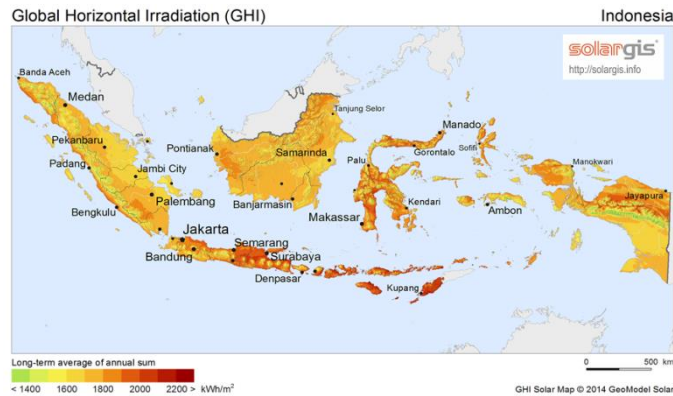 Global Horizontal Irradiation (GHI)
Indonesia
solargis
http://solargis.info
Banda Aceh
Medan
Tanjung Selor
Pekanbaru
Pontianak
Manado
Samarinda
Gorontalo
Sofifi
Manokwari
Padang
Jambi City
Palu
Jayapura
Palembang
Banjarmasin
Kendari
Ambon
Bengkulu
Makassar
Jakarta
Semarang
Bandung
Surabaya
Denpasar
Kupang
Long-term average of annual sum
< 1400 1600 1800 2000 2200 > kWh/m²
0 500 km
GHI Solar Map © 2014 GeoModel Solar